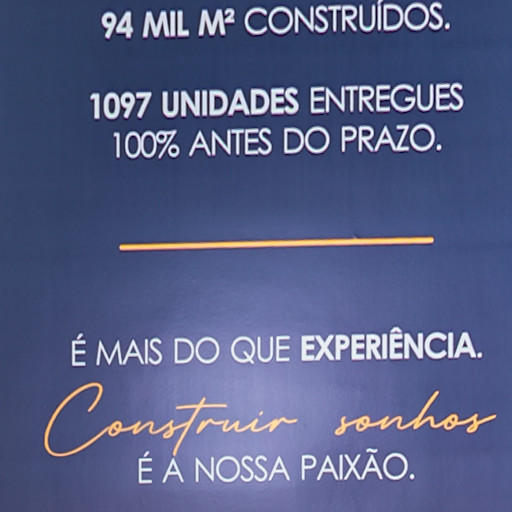 94 MIL M² CONSTRUÍDOS.
1097 UNIDADES ENTREGUES
100% ANTES DO PRAZO.
É MAIS DO QUE EXPERIÊNCIA.
Construir sonhos
É A NOSSA PAIXÃO.